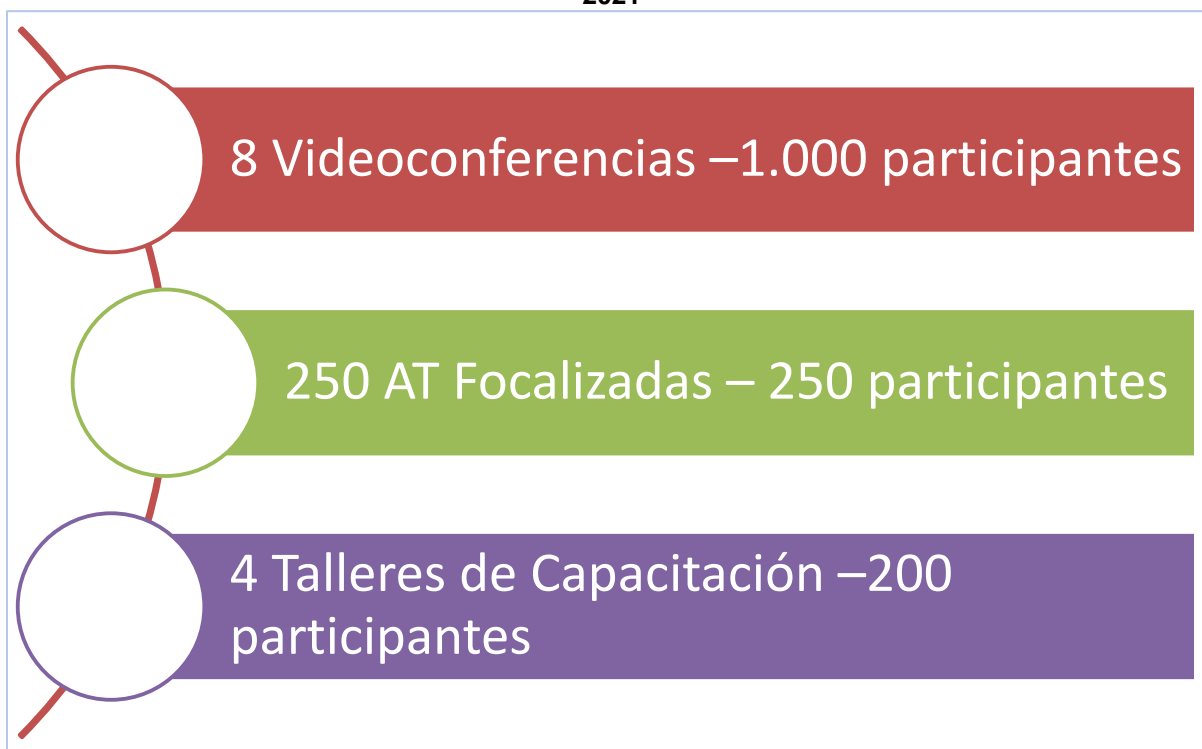 8 Videoconferencias –1.000 participantes
250 AT Focalizadas – 250 participantes
4 Talleres de Capacitación –200
participantes